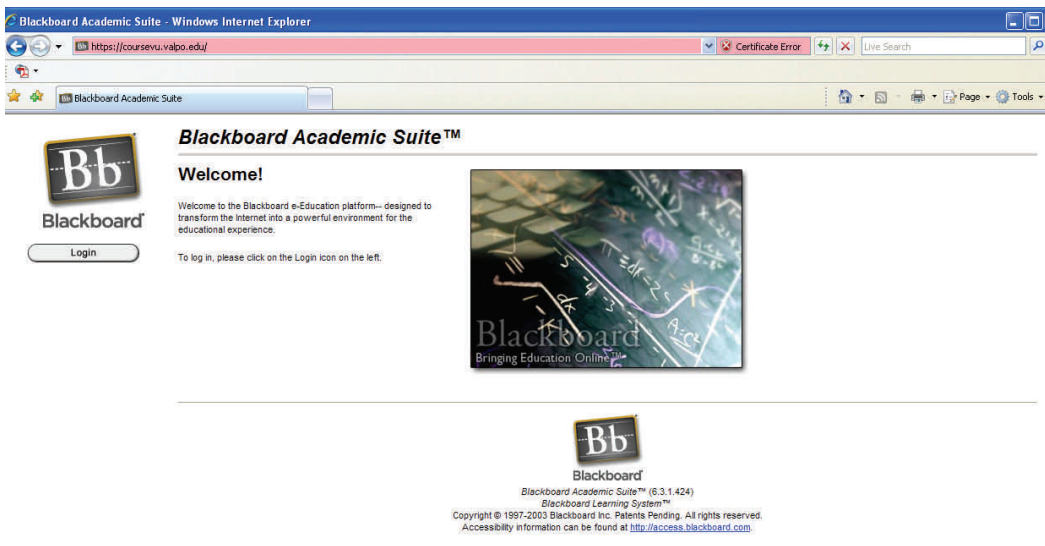 Blackboard Academic Suite - Windows Internet Explorer
https://coursevu.valpo.edu/ Certificate Error Live Search
Blackboard Academic Suite Page Tools
Blackboard Academic Suite™
Bb
Blackboard
Login
Welcome!
Welcome to the Blackboard e-Education platform-- designed to
transform the Internet into a powerful environment for the
educational experience.
To log in, please click on the Login icon on the left.
Blackboard
Bringing Education Online™
Bb
Blackboard
Blackboard Academic Suite™ (6.3.1.424)
Blackboard Learning System™
Copyright © 1997-2003 Blackboard Inc. Patents Pending. All rights reserved.
Accessibility information can be found at http://access.blackboard.com.